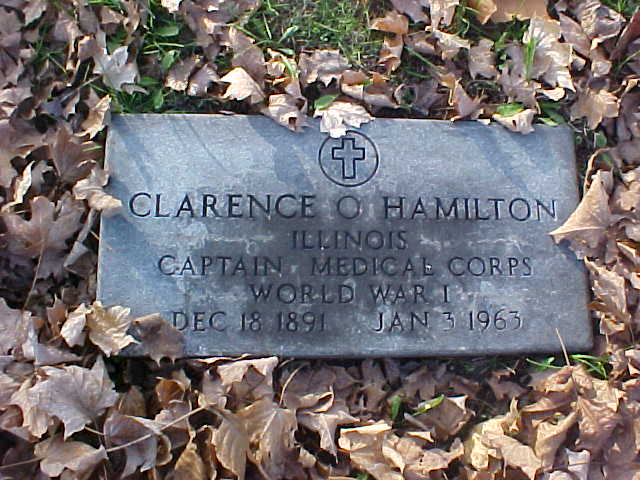 CLARENCE O HAMILTON
ILLINOIS
CAPTAIN MEDICAL CORPS
WORLD WAR I
DEC 18 1891 JAN 3 1963